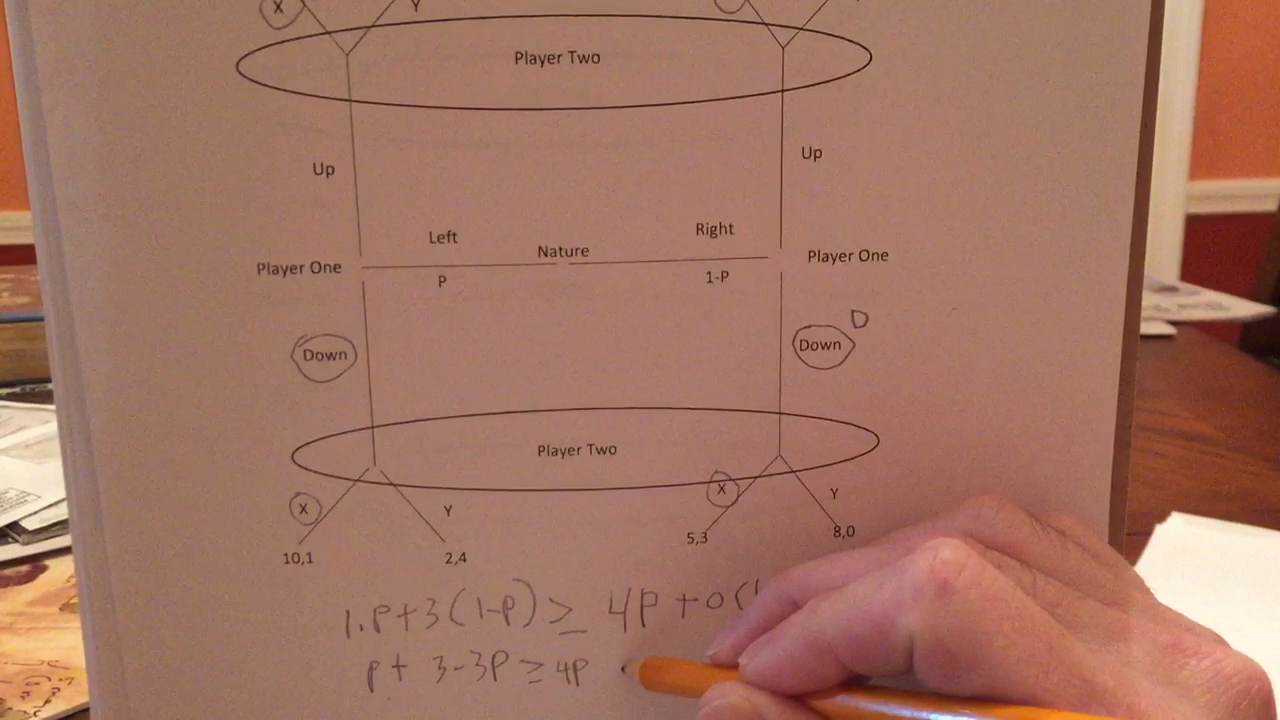 X Y
Player Two
Up Up
Left Right
Nature
Player One Player One
P 1-P
D
Down Down
Player Two
X Y X Y
10,1 2,4 5,3 8,0
1.P+3(1-P) ≥ 4P +0(1
P + 3-3P ≥ 4P